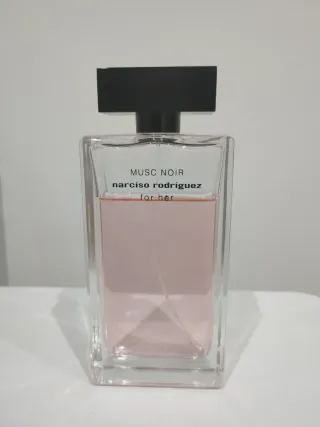 MUSC NOIR
narciso rodriguez
for her